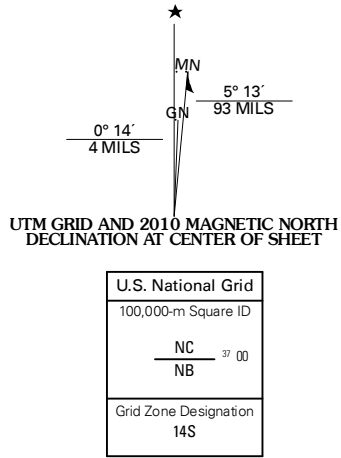 ★
MN
GN
5° 13´
93 MILS
0° 14´
4 MILS
UTM GRID AND 2010 MAGNETIC NORTH
DECLINATION AT CENTER OF SHEET
U.S. National Grid
100,000-m Square ID
NC
37 00
NB
Grid Zone Designation
14S